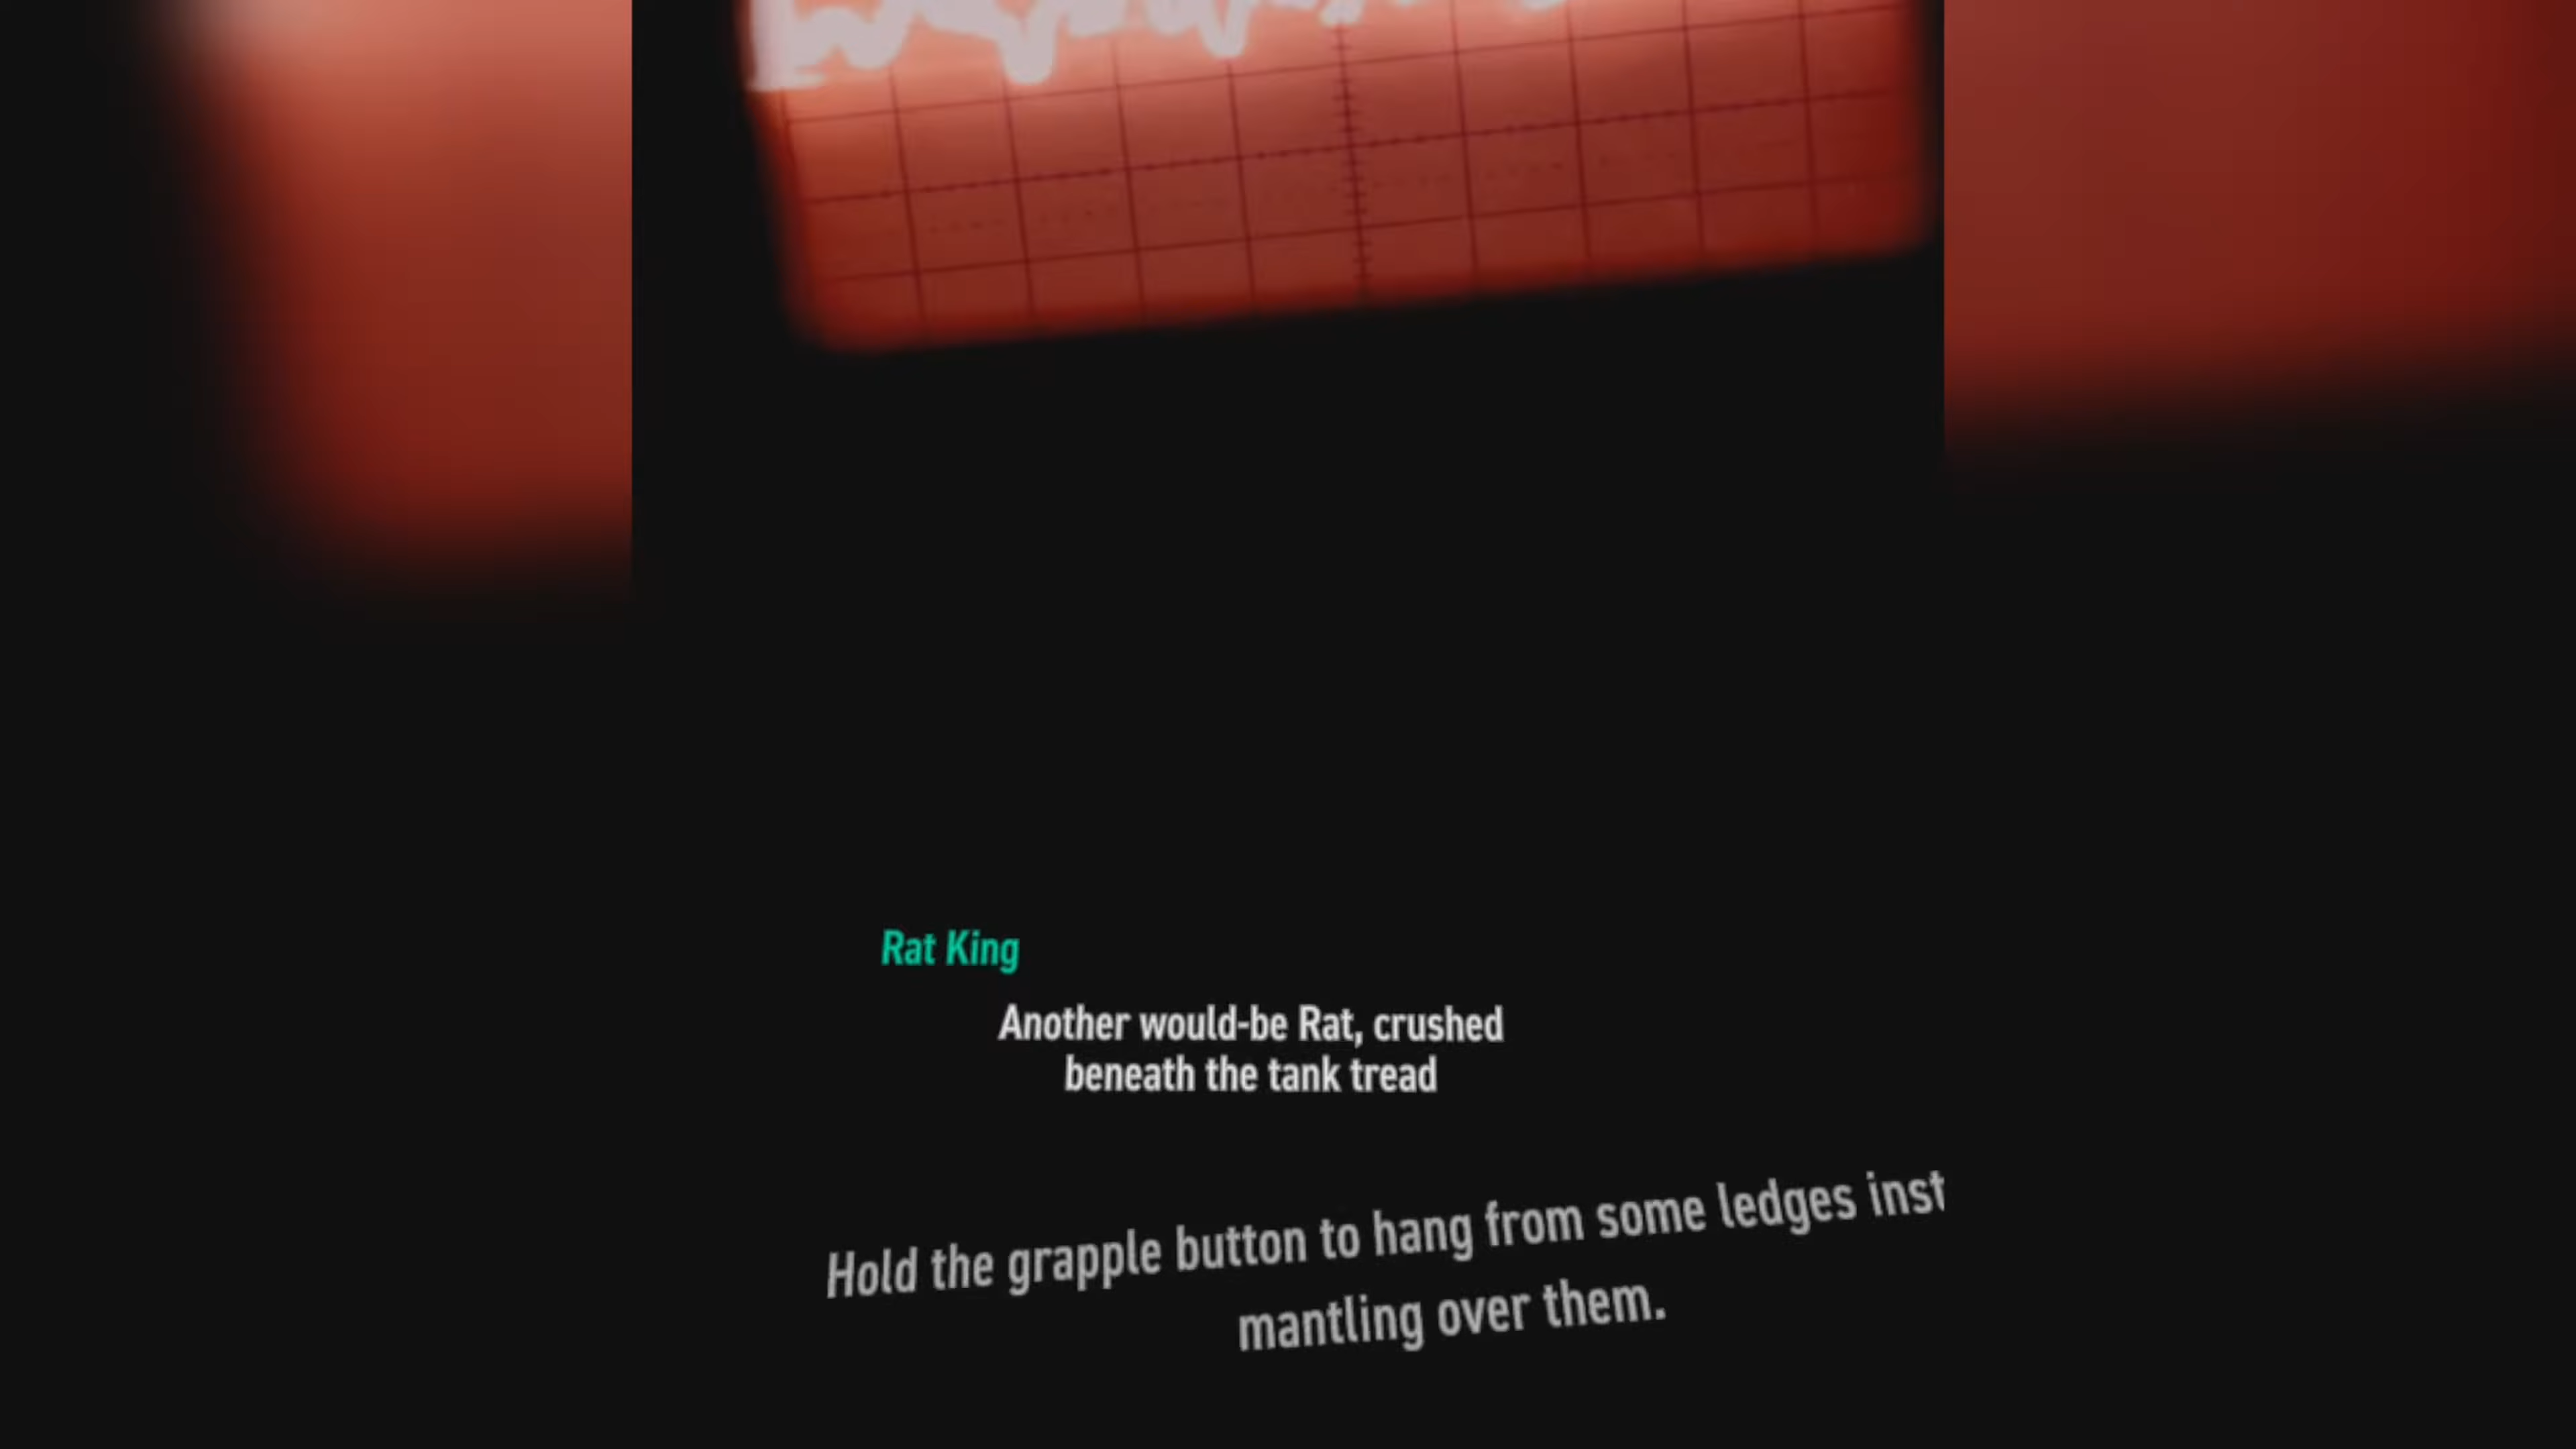 Rat King
Another would-be Rat, crushed
beneath the tank tread
Hold the grapple button to hang from some ledges inst
mantling over them.